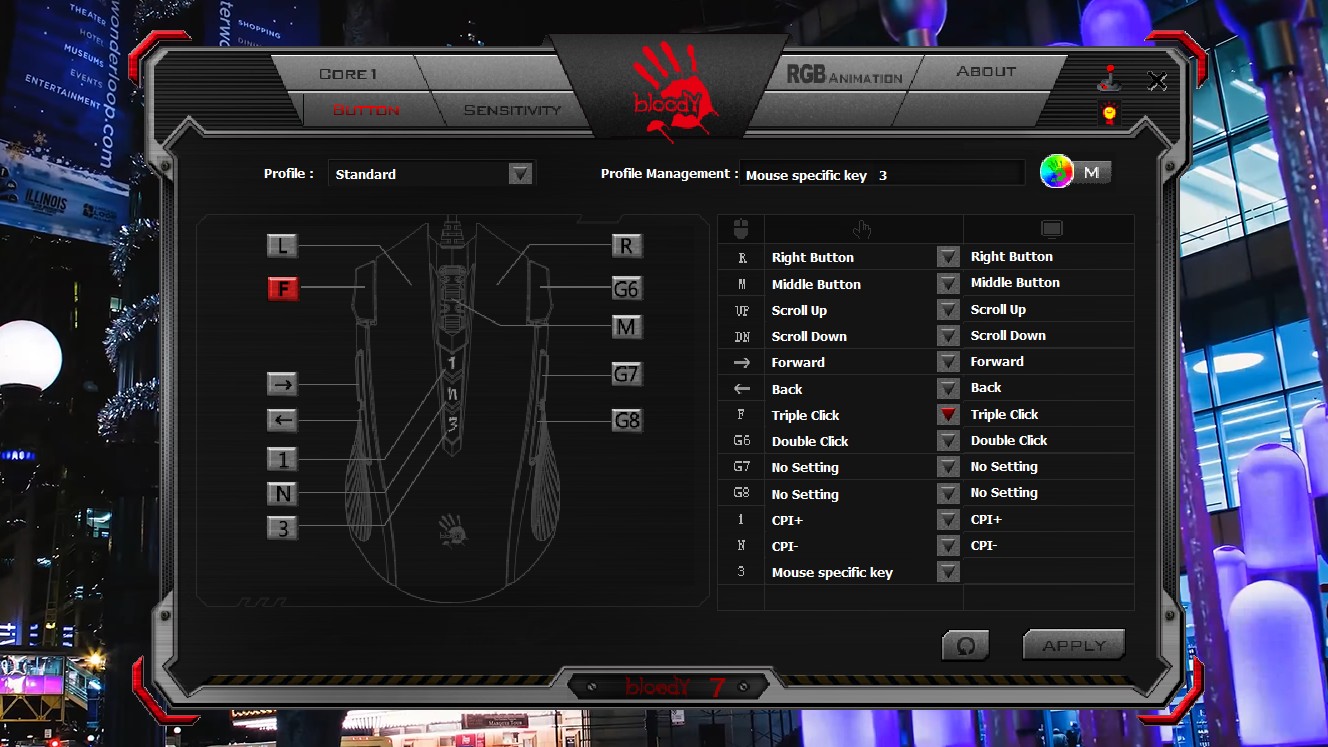 THEATER
HOTEL
MUSEUMS
EVENTS
ENTERTAINMENT
wonderloop.com
SHOPPING
ILLINOIS
CORE1
BUTTON
SENSITIVITY
bloody
RGB ANIMATION
ABOUT
Profile : Standard
Profile Management : Mouse specific key 3
M
L
F
→
←
1
N
3
R
G6
M
G7
G8
1
n
3
R Right Button Right Button
M Middle Button Middle Button
UP Scroll Up Scroll Up
DN Scroll Down Scroll Down
→ Forward Forward
← Back Back
F Triple Click Triple Click
G6 Double Click Double Click
G7 No Setting No Setting
G8 No Setting No Setting
1 CPI+ CPI+
N CPI- CPI-
3 Mouse specific key
APPLY
bloody 7